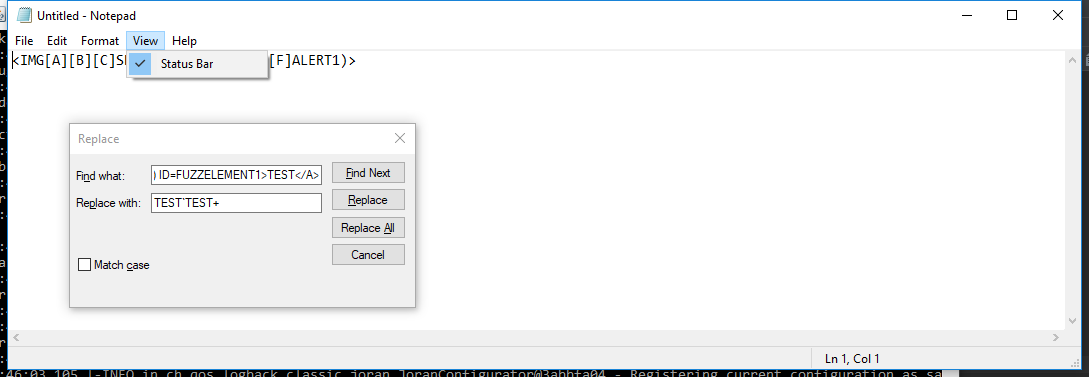 Untitled - Notepad
File Edit Format View Help
<IMG[A][B][C]S
[F]ALERT1)>
Status Bar
Replace
Find what: )ID=FUZZELEMENT1>TEST</A> Find Next
Replace with: TEST`TEST+ Replace
Replace All
Match case Cancel
Ln 1, Col 1
:46:03,105 |-INFO in ch.qos.logback.classic.joran.JoranConfigurator@3abbfa04 - Registering current configuration as sa